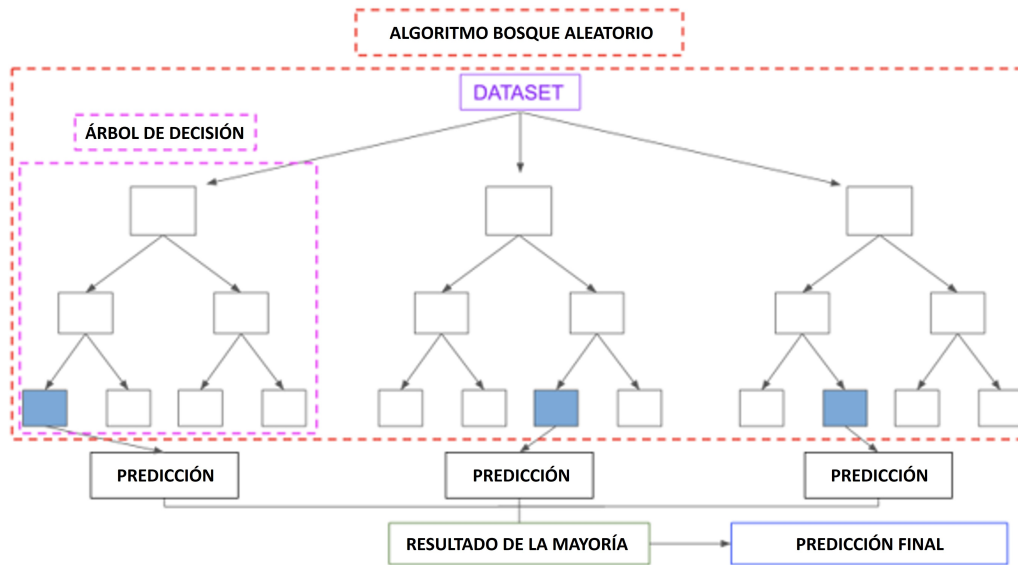 ALGORITMO BOSQUE ALEATORIO
DATASET
ÁRBOL DE DECISIÓN
PREDICCIÓN
PREDICCIÓN
PREDICCIÓN
RESULTADO DE LA MAYORÍA
PREDICCIÓN FINAL